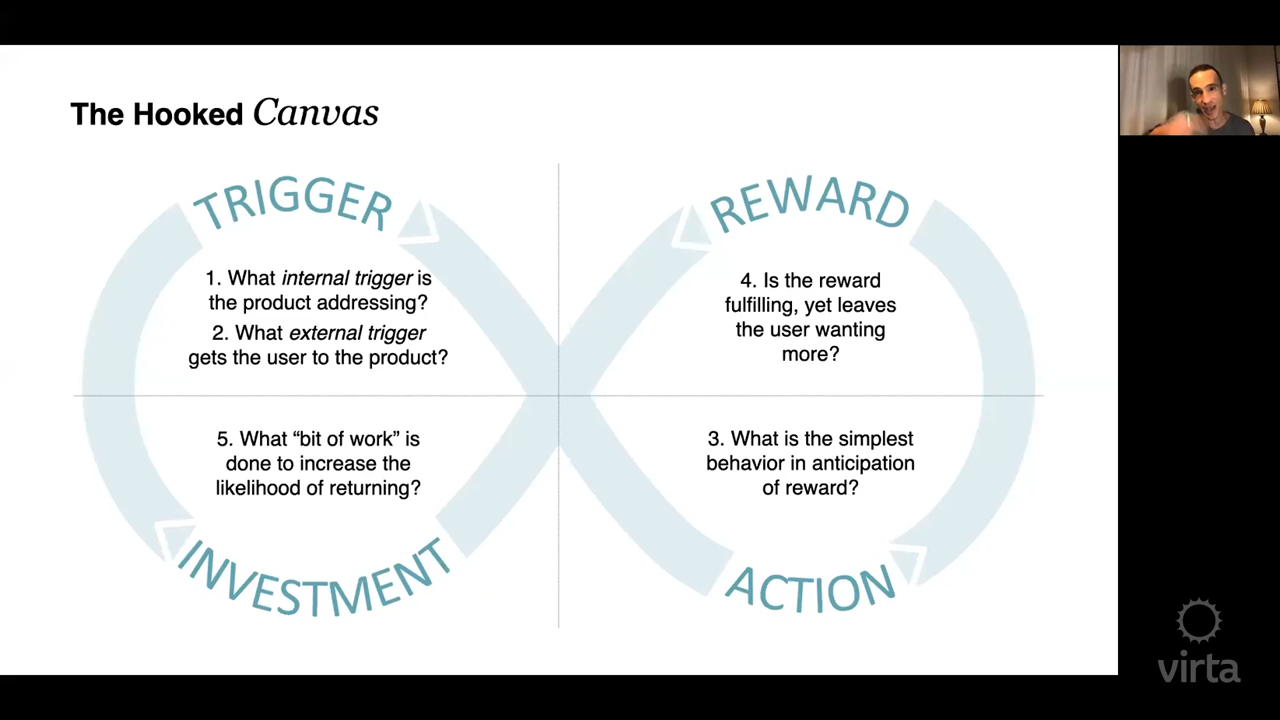 The Hooked Canvas
TRIGGER
1. What internal trigger is
the product addressing?
2. What external trigger
gets the user to the product?
REWARD
4. Is the reward
fulfilling, yet leaves
the user wanting
more?
5. What “bit of work” is
done to increase the
likelihood of returning?
INVESTMENT
3. What is the simplest
behavior in anticipation
of reward?
ACTION
virta